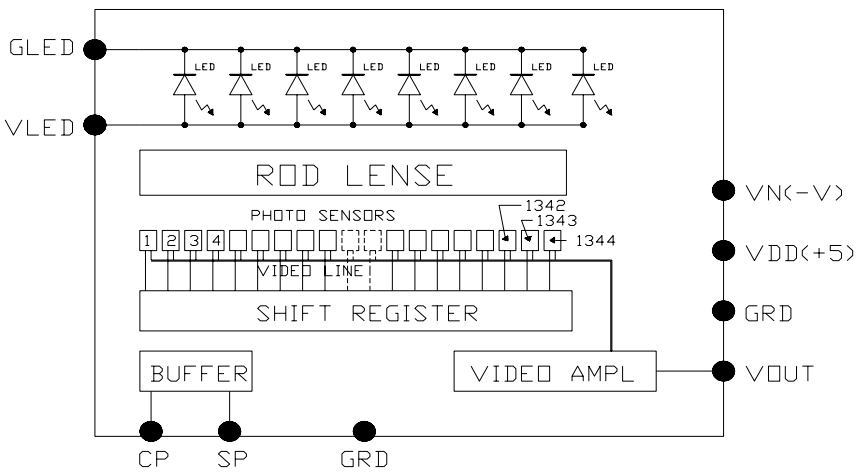 GLED
LED LED LED LED LED LED LED LED
VLED
ROD LENSE
VN(-V)
1342
PHOTO SENSORS
1343
1 2 3 4
1344
VDD(+5)
VIDEO LINE
SHIFT REGISTER
GRD
BUFFER
VIDEO AMPL
VOUT
CP
SP
GRD